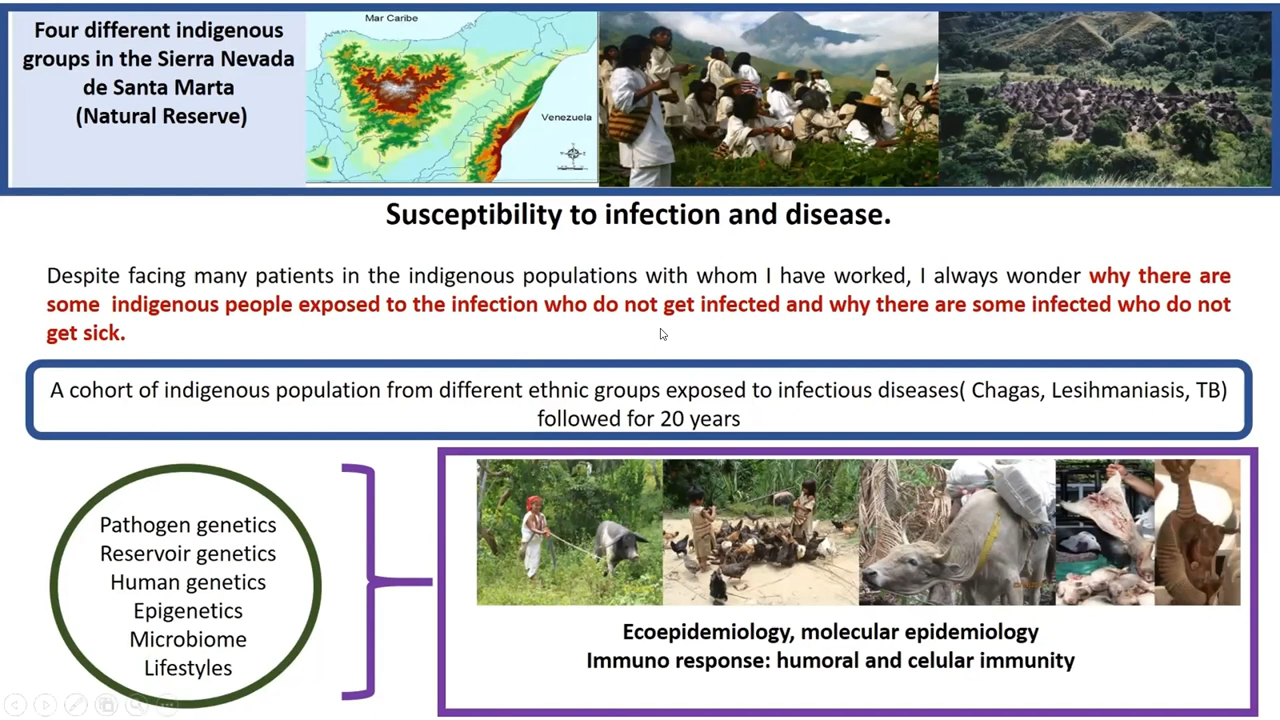 Four different indigenous
groups in the Sierra Nevada
de Santa Marta
(Natural Reserve)
Mar Caribe
Venezuela
Susceptibility to infection and disease.
Despite facing many patients in the indigenous populations with whom I have worked, I always wonder why there are
some indigenous people exposed to the infection who do not get infected and why there are some infected who do not
get sick.
A cohort of indigenous population from different ethnic groups exposed to infectious diseases( Chagas, Lesihmaniasis, TB)
followed for 20 years
Pathogen genetics
Reservoir genetics
Human genetics
Epigenetics
Microbiome
Lifestyles
Ecoepidemiology, molecular epidemiology
Immuno response: humoral and celular immunity